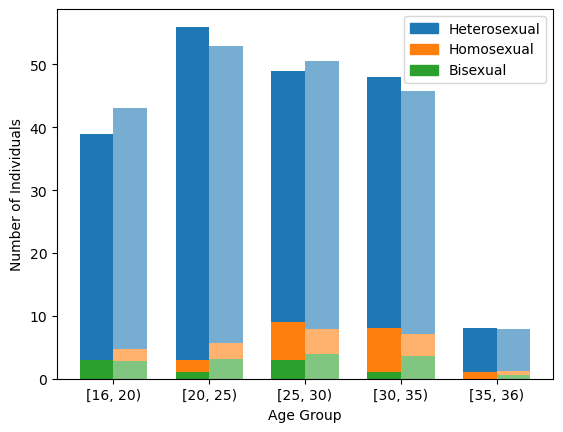 Heterosexual
Homosexual
Bisexual
Number of Individuals
50
40
30
20
10
0
[16, 20)
[20, 25)
[25, 30)
[30, 35)
[35, 36)
Age Group